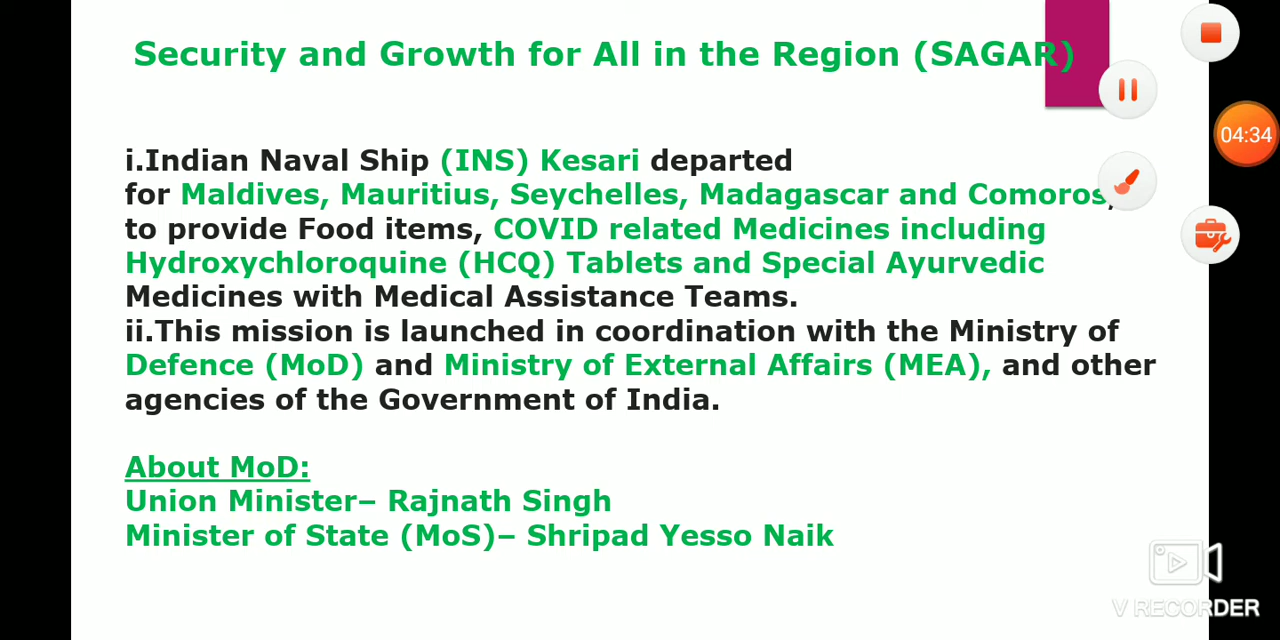 Security and Growth for All in the Region (SAGAR)
04:34
i.Indian Naval Ship (INS) Kesari departed
for Maldives, Mauritius, Seychelles, Madagascar and Comoros,
to provide Food items, COVID related Medicines including
Hydroxychloroquine (HCQ) Tablets and Special Ayurvedic
Medicines with Medical Assistance Teams.
ii.This mission is launched in coordination with the Ministry of
Defence (MoD) and Ministry of External Affairs (MEA), and other
agencies of the Government of India.
About MoD:
Union Minister– Rajnath Singh
Minister of State (MoS)– Shripad Yesso Naik
V RECORDER